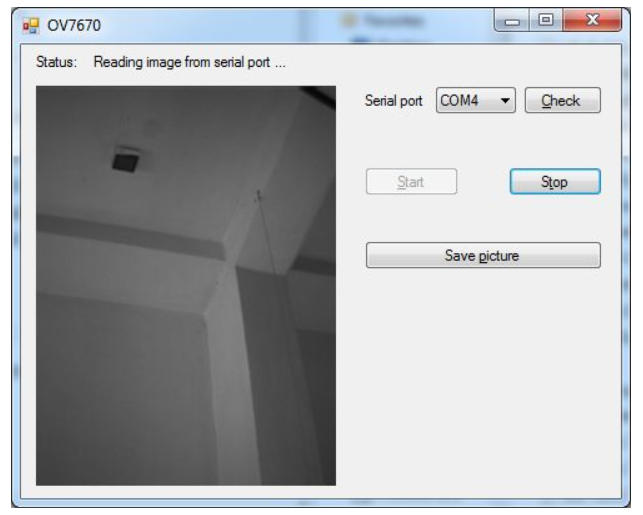 OV7670
Status: Reading image from serial port ...
Serial port COM4 Check
Start Stop
Save picture